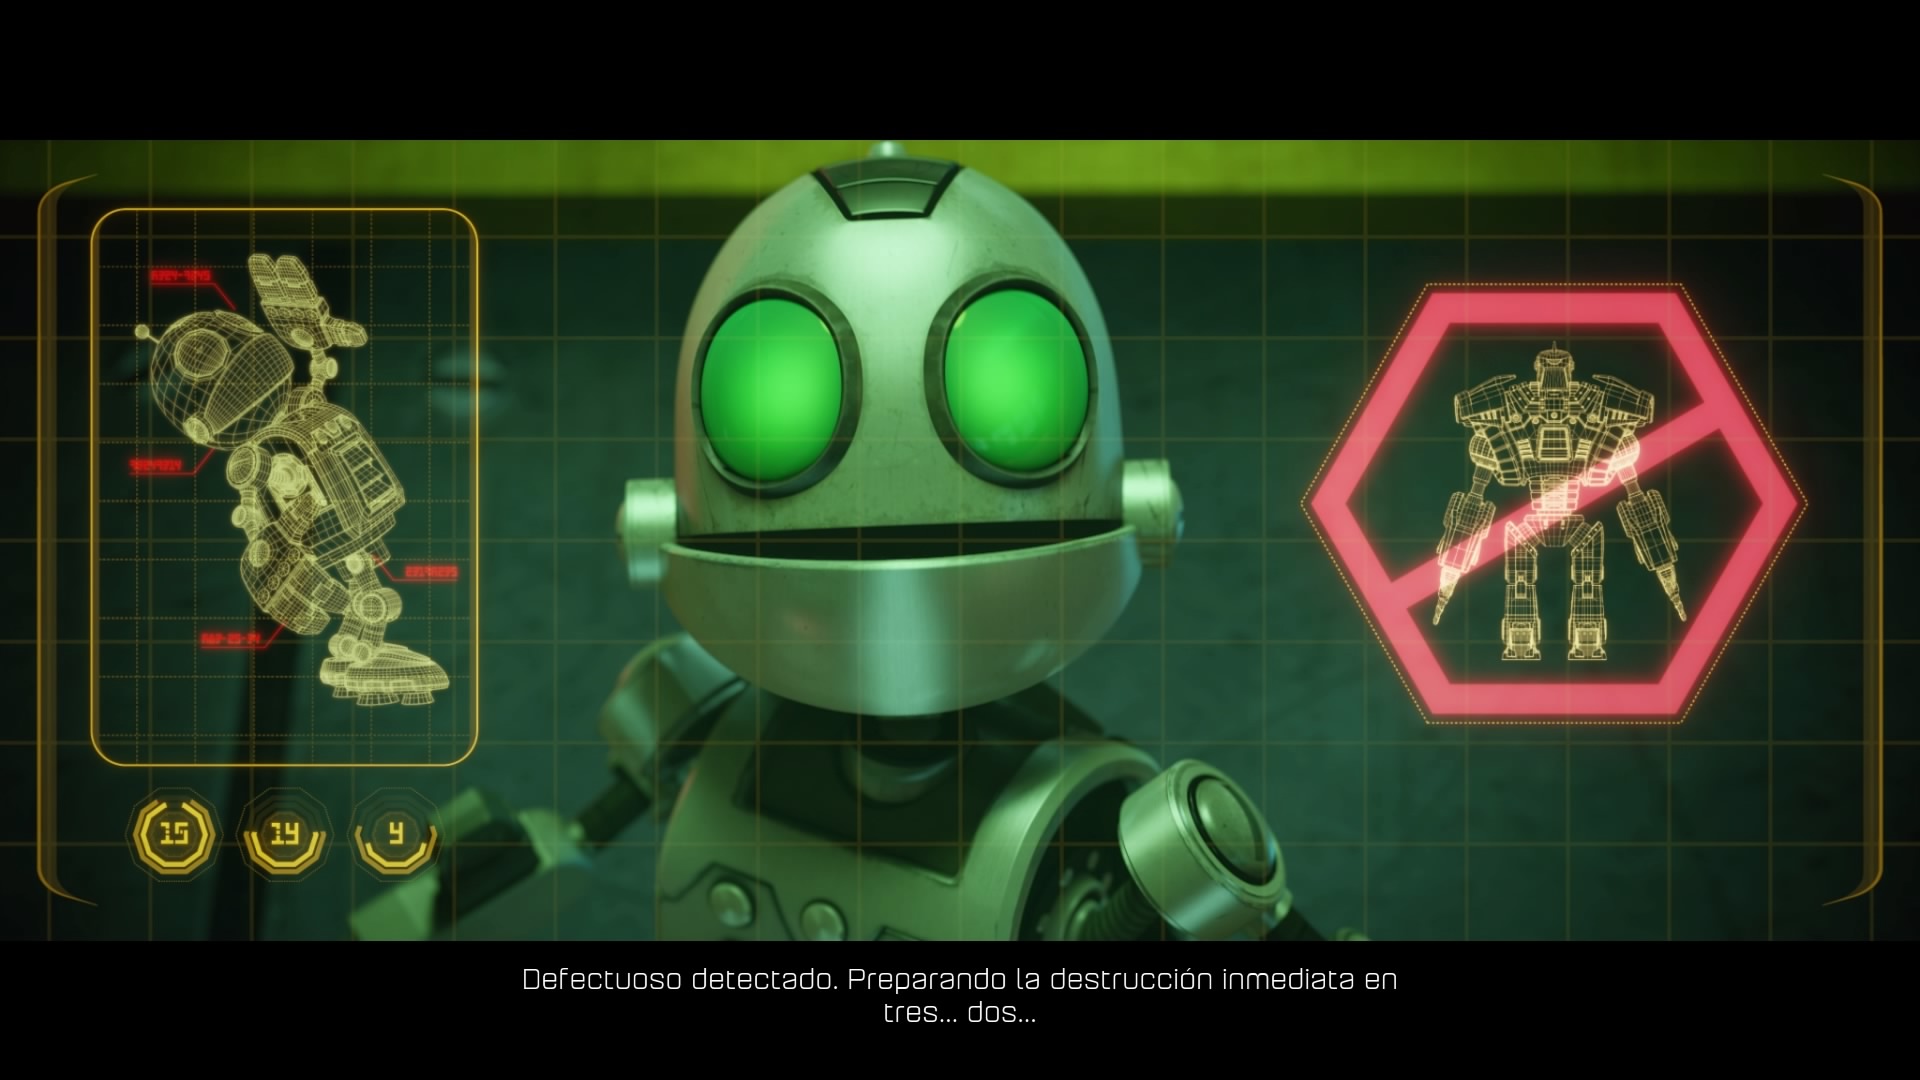 15
14
4
Defectuoso detectado. Preparando la destrucción inmediata en
tres... dos...